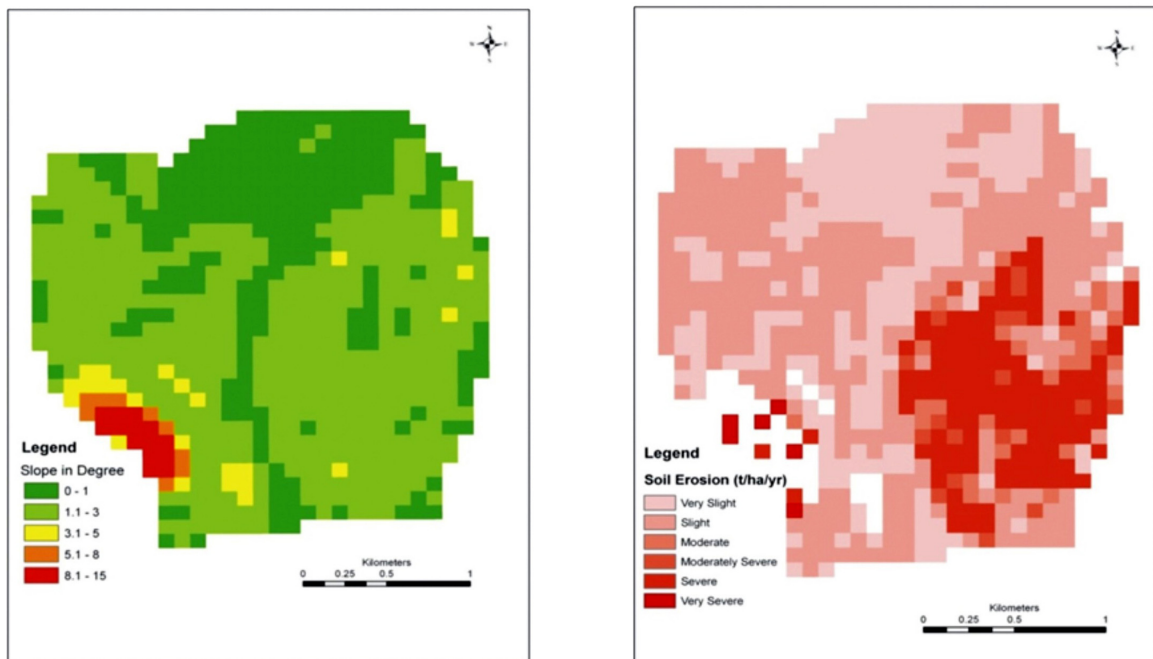 N
W E
S
Legend
Slope in Degree
0 - 1
1.1 - 3
3.1 - 5
5.1 - 8
8.1 - 15
Kilometers
0 0.25 0.5 1
N
W E
S
Legend
Soil Erosion (t/ha/yr)
Very Slight
Slight
Moderate
Moderately Severe
Severe
Very Severe
Kilometers
0 0.25 0.5 1